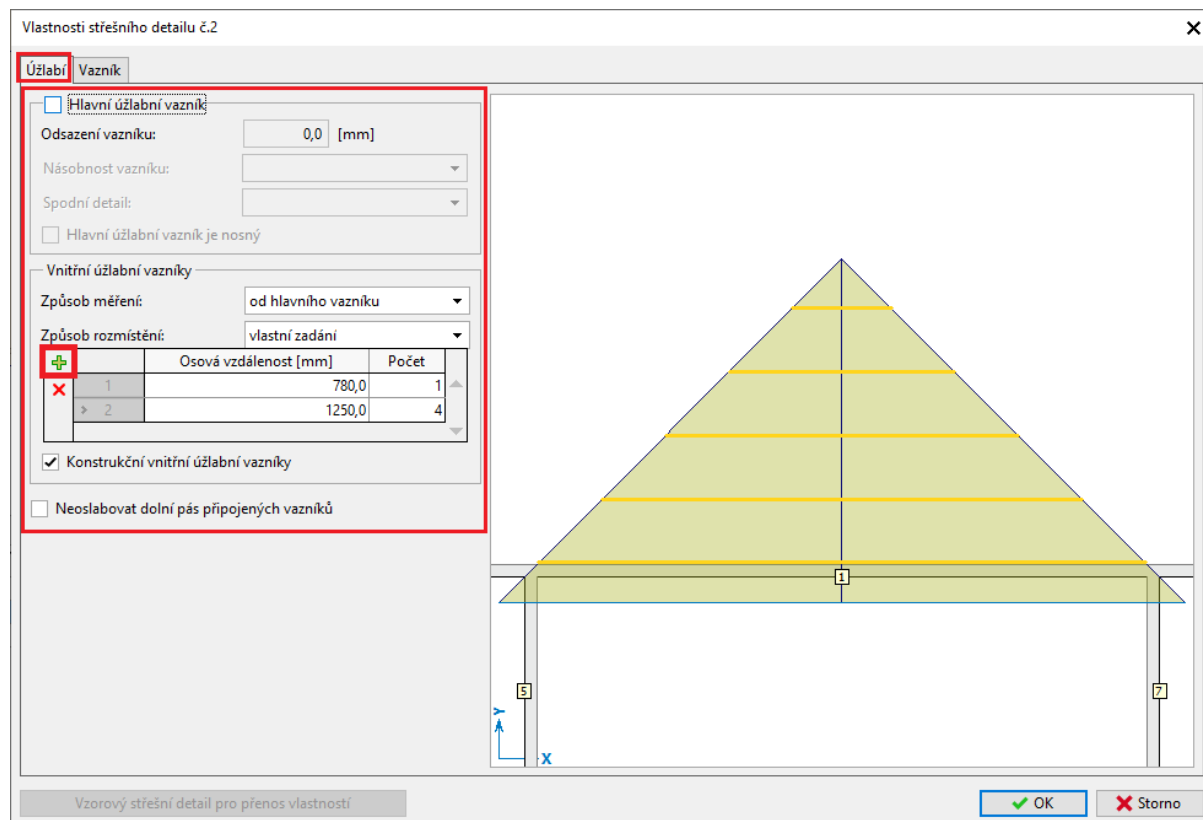 Vlastnosti střešního detailu č.2
Úžlabí Vazník
Hlavní úžlabní vazník
Odsazení vazníku: 0,0 [mm]
Násobnost vazníku:
Spodní detail:
Hlavní úžlabní vazník je nosný
Vnitřní úžlabní vazníky
Způsob měření: od hlavního vazníku
Způsob rozmístění: vlastní zadání
Osová vzdálenost [mm] Počet
1 780,0 1
> 2 1250,0 4
Konstrukční vnitřní úžlabní vazníky
Neoslabovat dolní pás připojených vazníků
1
5 7
Y
X
Vzorový střešní detail pro přenos vlastností OK Storno